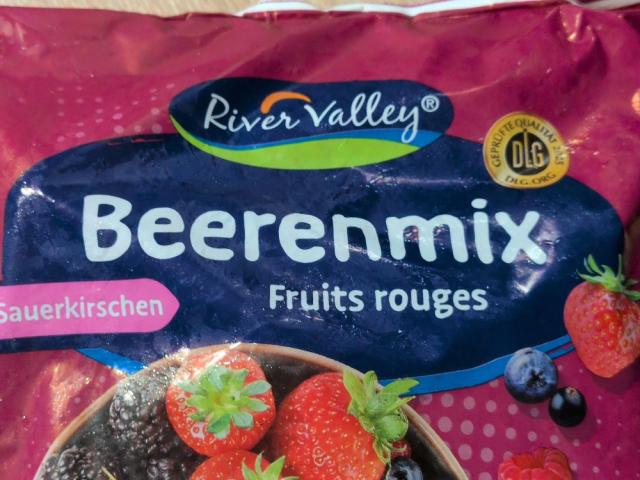 River Valley®
GEPRÜFTE QUALITÄT
DLG
DLG.ORG
Beerenmix
Sauerkirschen
Fruits rouges